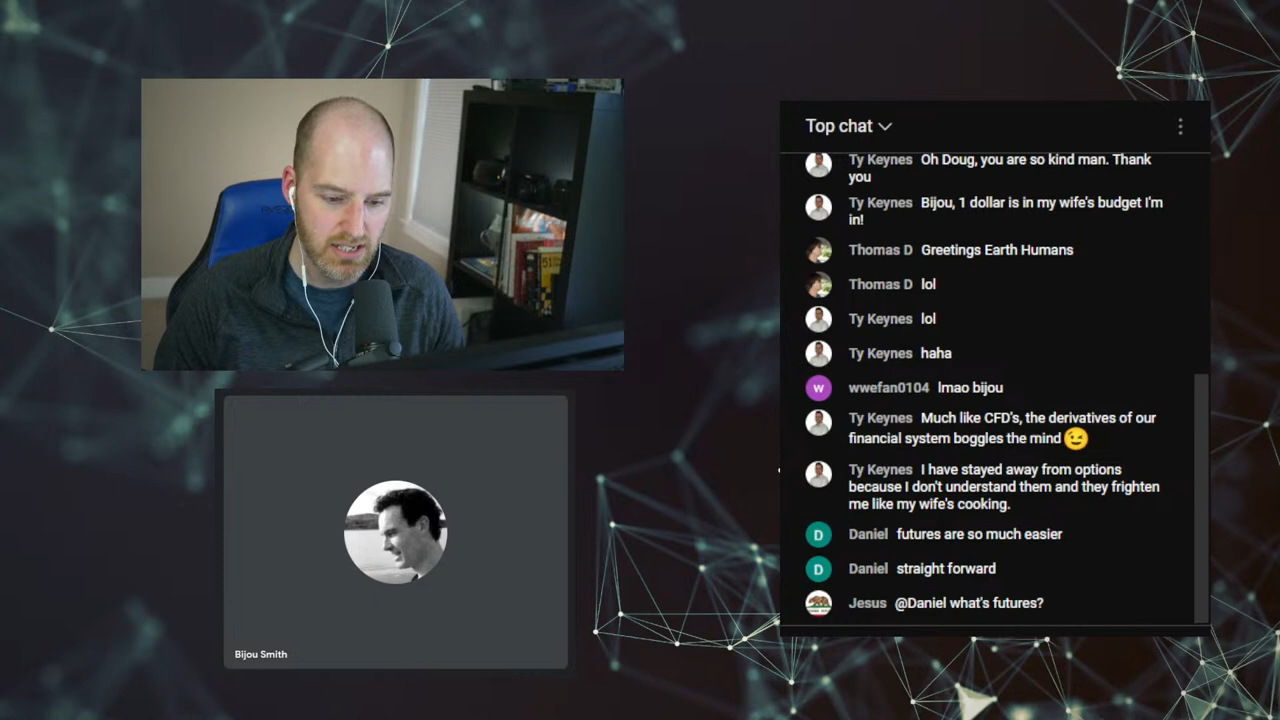 Top chat
Ty Keynes Oh Doug, you are so kind man. Thank
you
Ty Keynes Bijou, 1 dollar is in my wife's budget I'm
in!
Thomas D Greetings Earth Humans
Thomas D lol
Ty Keynes lol
Ty Keynes haha
w wwefan0104 lmao bijou
Ty Keynes Much like CFD's, the derivatives of our
financial system boggles the mind 😉
Ty Keynes I have stayed away from options
because I don't understand them and they frighten
me like my wife's cooking.
D Daniel futures are so much easier
D Daniel straight forward
Jesus @Daniel what's futures?
51
Bijou Smith